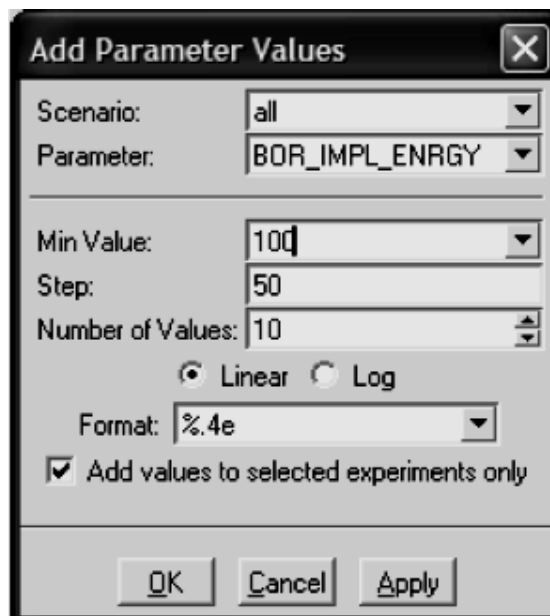 Add Parameter Values
Scenario: all
Parameter: BOR_IMPL_ENRGY
Min Value: 100
Step: 50
Number of Values: 10
Linear Log
Format: %.4e
Add values to selected experiments only
OK Cancel Apply